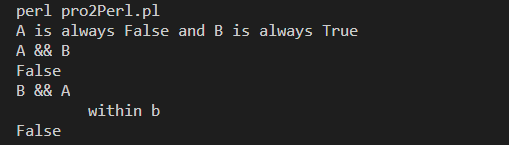 perl pro2Perl.pl
A is always False and B is always True
A && B
False
B && A
within b
False